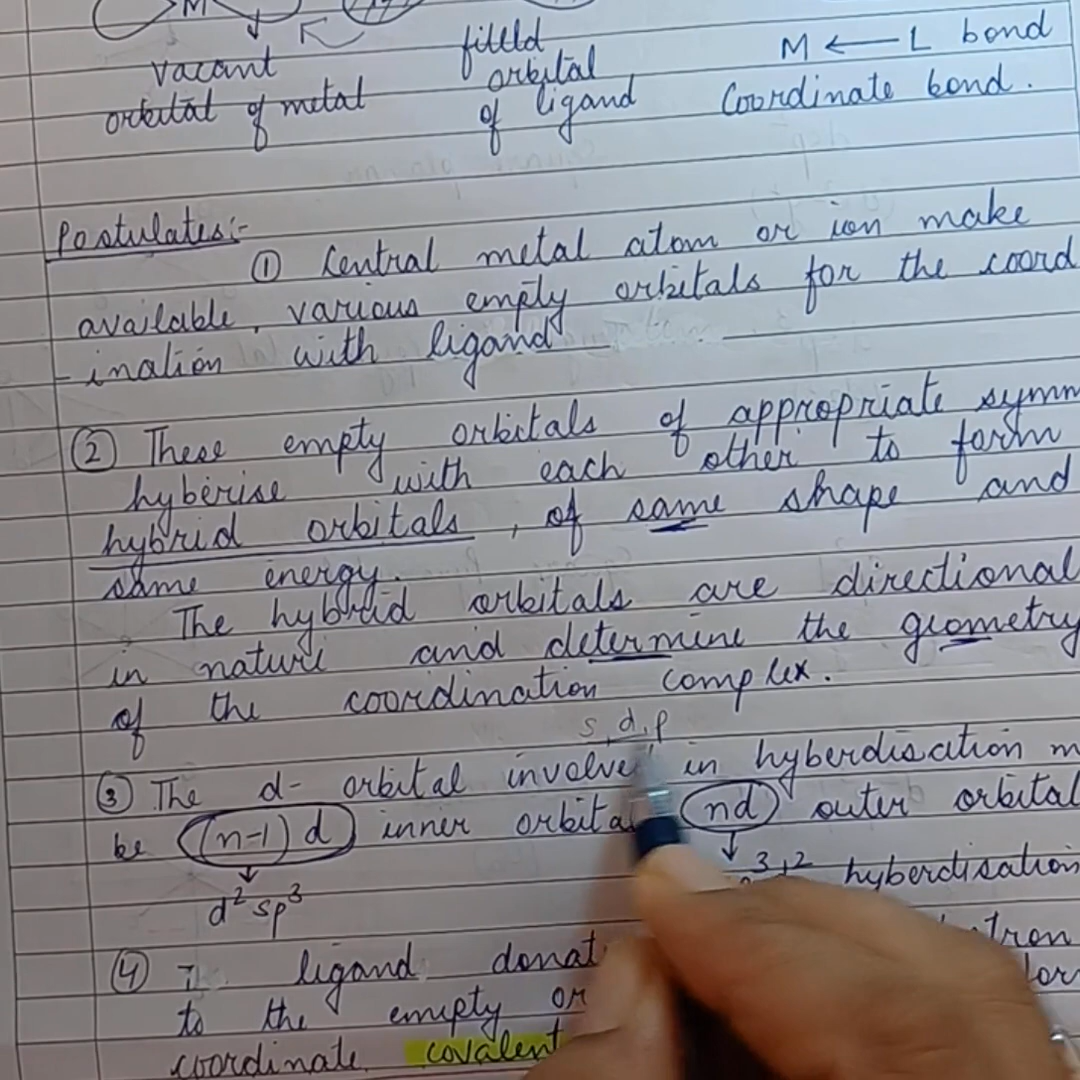 M
vacant filled M ← L bond
orbital of metal orbital
of ligand Coordinate bond.
Postulates:-
① Central metal atom or ion make
available, various empty orbitals for the coord
-ination with ligand
② These empty orbitals of appropriate symm
hyberise with each other to form
hybrid orbitals, of same shape and
same energy.
The hybrid orbitals are directional
in nature and determine the geometry
of the coordination complex.
s, d, p
③ The d- orbital involve in hyberdisation m
be (n-1) d inner orbital nd outer orbital
d²sp³ hyberdisation
④ ligand donat
to the empty or
coordinate covalent